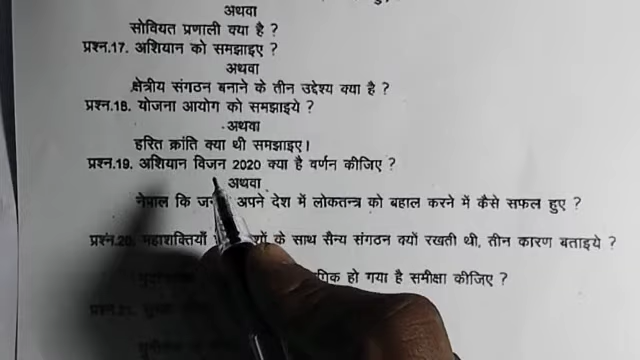 अथवा
सोवियत प्रणाली क्या है ?
प्रश्न.17. अशियान को समझाइए ?
अथवा
क्षेत्रीय संगठन बनाने के तीन उद्देश्य क्या है ?
प्रश्न.18. योजना आयोग को समझाइये ?
अथवा
हरित क्रांति क्या थी समझाइए।
प्रश्न.19. अशियान विजन 2020 क्या है वर्णन कीजिए ?
अथवा
नेपाल कि अपने देश में लोकतन्त्र को बहाल करने में कैसे सफल हुए ?
प्रश्न.20. महाशक्तियाँ के साथ सैन्य संगठन क्यों रखती थी, तीन कारण बताइये ?
हो गया है समीक्षा कीजिए ?